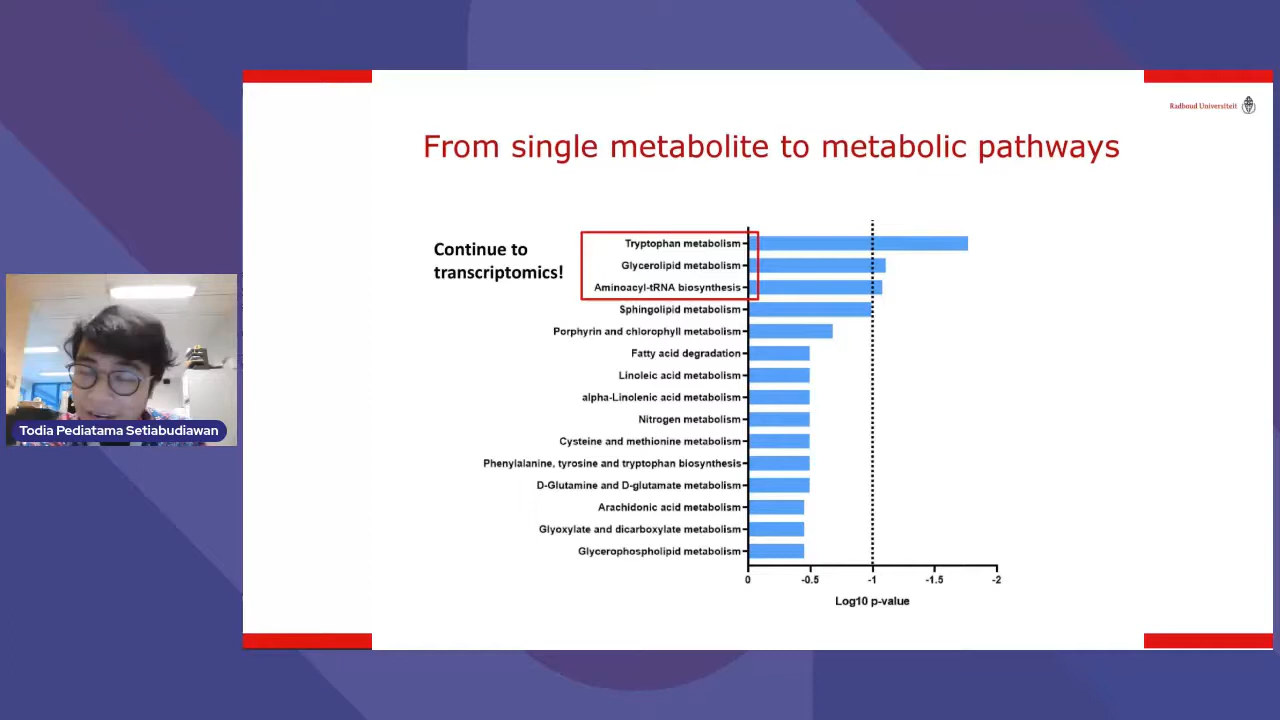 Radboud Universiteit
From single metabolite to metabolic pathways
Continue to
transcriptomics!
Tryptophan metabolism
Glycerolipid metabolism
Aminoacyl-tRNA biosynthesis
Sphingolipid metabolism
Porphyrin and chlorophyll metabolism
Fatty acid degradation
Linoleic acid metabolism
alpha-Linolenic acid metabolism
Nitrogen metabolism
Cysteine and methionine metabolism
Phenylalanine, tyrosine and tryptophan biosynthesis
D-Glutamine and D-glutamate metabolism
Arachidonic acid metabolism
Glyoxylate and dicarboxylate metabolism
Glycerophospholipid metabolism
0 -0.5 -1 -1.5 -2
Log10 p-value
Todia Pediatama Setiabudiawan